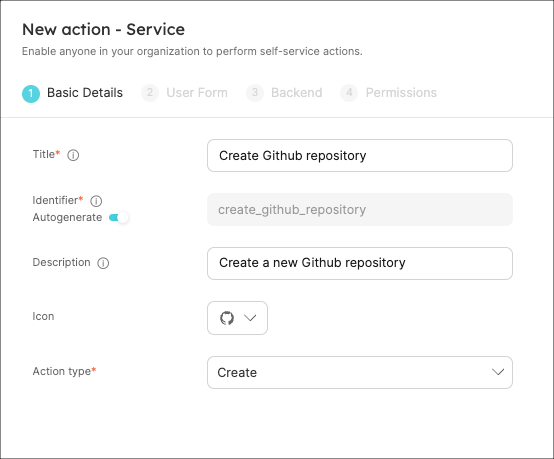 New action - Service
Enable anyone in your organization to perform self-service actions.
1 Basic Details 2 User Form 3 Backend 4 Permissions
Title* Create Github repository
Identifier*
Autogenerate create_github_repository
Description Create a new Github repository
Icon
Action type* Create